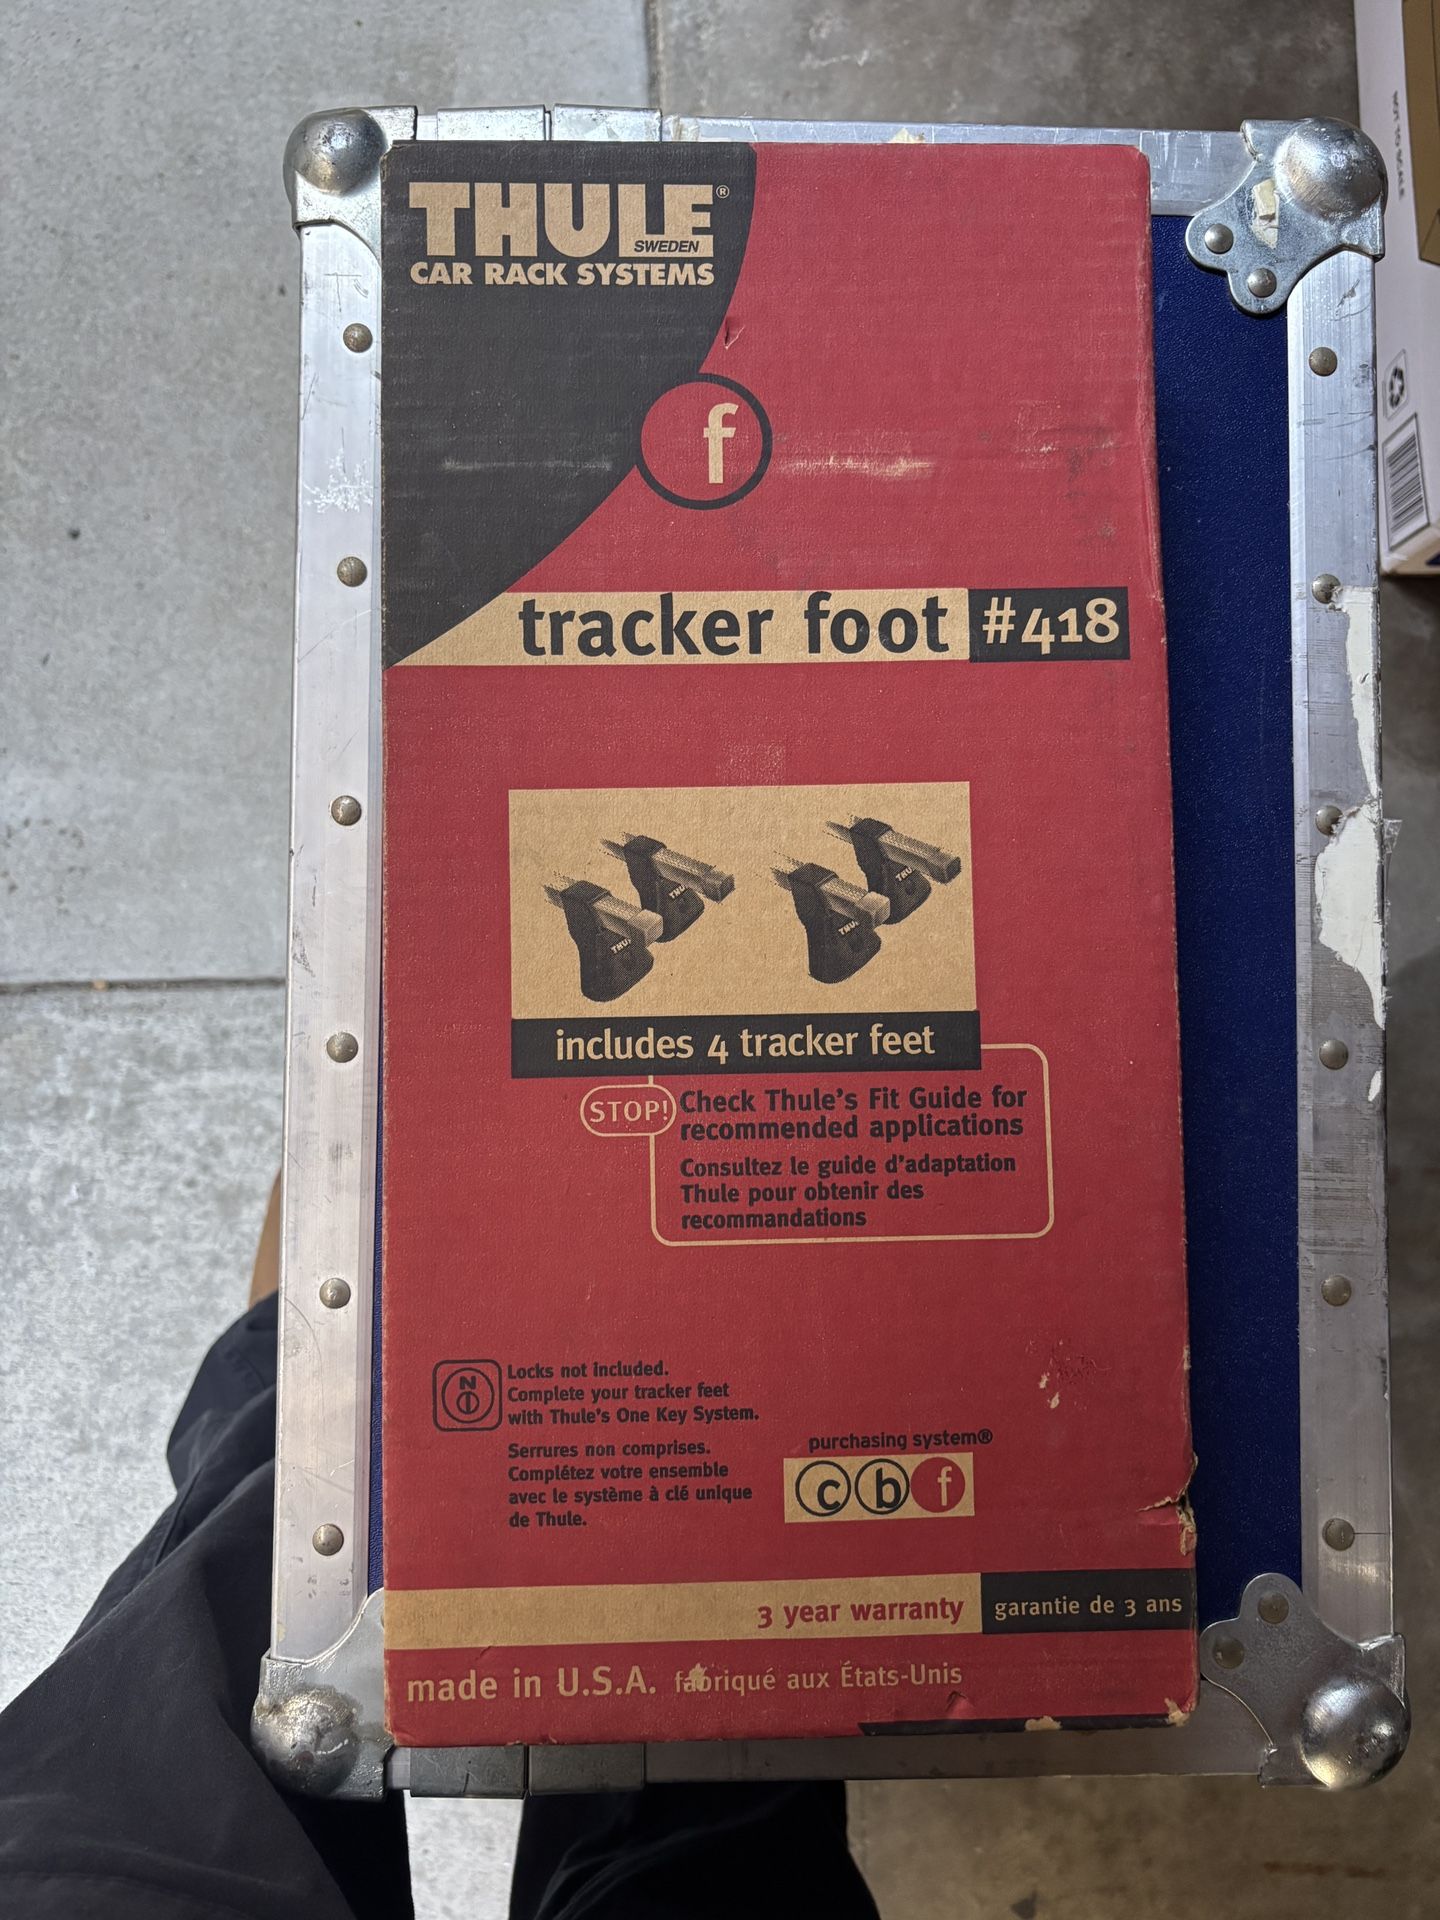 THULE®
SWEDEN
CAR RACK SYSTEMS
f
tracker foot #418
THULE
THULE
includes 4 tracker feet
STOP! Check Thule's Fit Guide for
recommended applications
Consultez le guide d'adaptation
Thule pour obtenir des
recommandations
Locks not included.
Complete your tracker feet
with Thule's One Key System.
Serrures non comprises.
Complétez votre ensemble
avec le système à clé unique
de Thule.
purchasing system®
c b f
3 year warranty garantie de 3 ans
made in U.S.A. fabriqué aux États-Unis